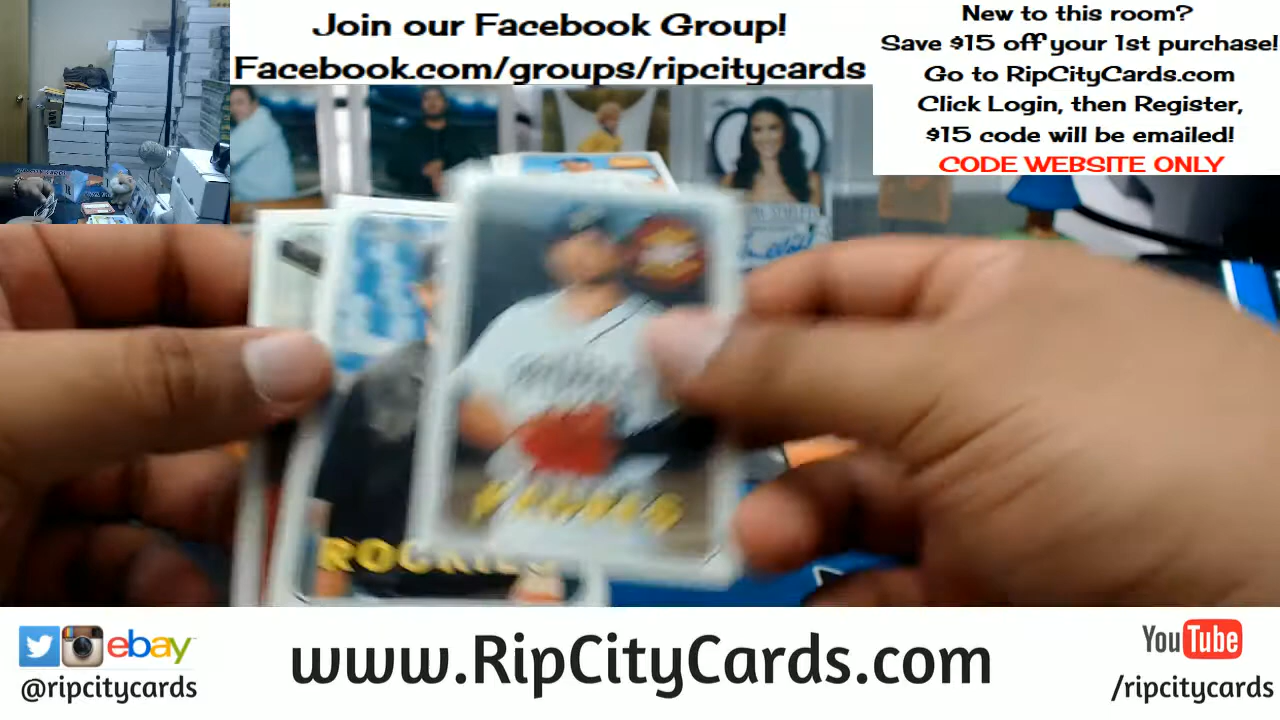 Join our Facebook Group!
Facebook.com/groups/ripcitycards
New to this room?
Save $15 off your 1st purchase!
Go to RipCityCards.com
Click Login, then Register,
$15 code will be emailed!
CODE WEBSITE ONLY
ROCKIES
ebay
@ripcitycards
www.RipCityCards.com
YouTube
/ripcitycards